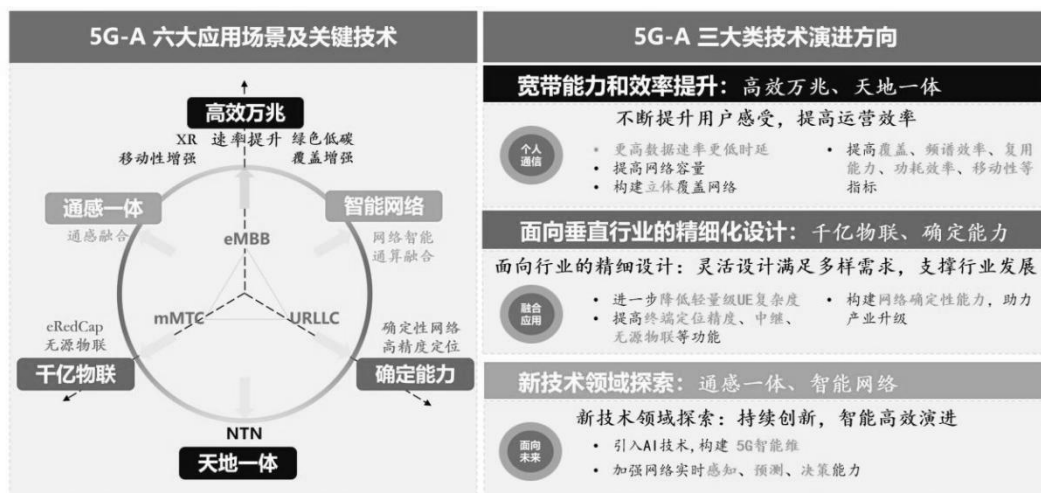 5G-A 六大应用场景及关键技术
高效万兆
XR 速率提升 绿色低碳
移动性增强 覆盖增强
通感一体
通感融合
智能网络
网络智能
通算融合
eMBB
mMTC
URLLC
eRedCap
无源物联
千亿物联
确定性网络
高精度定位
确定能力
NTN
天地一体
5G-A 三大类技术演进方向
宽带能力和效率提升：高效万兆、天地一体
不断提升用户感受，提高运营效率
个人
通信
• 更高数据速率更低时延
• 提高网络容量
• 构建立体覆盖网络
• 提高覆盖、频谱效率、复用
能力、功耗效率、移动性等
指标
面向垂直行业的精细化设计：千亿物联、确定能力
面向行业的精细设计：灵活设计满足多样需求，支撑行业发展
融合
应用
• 进一步降低轻量级UE复杂度
• 提高终端定位精度、中继、
无源物联等功能
• 构建网络确定性能力，助力
产业升级
新技术领域探索：通感一体、智能网络
新技术领域探索：持续创新，智能高效演进
面向
未来
• 引入AI技术,构建 5G智能维
• 加强网络实时感知、预测、决策能力